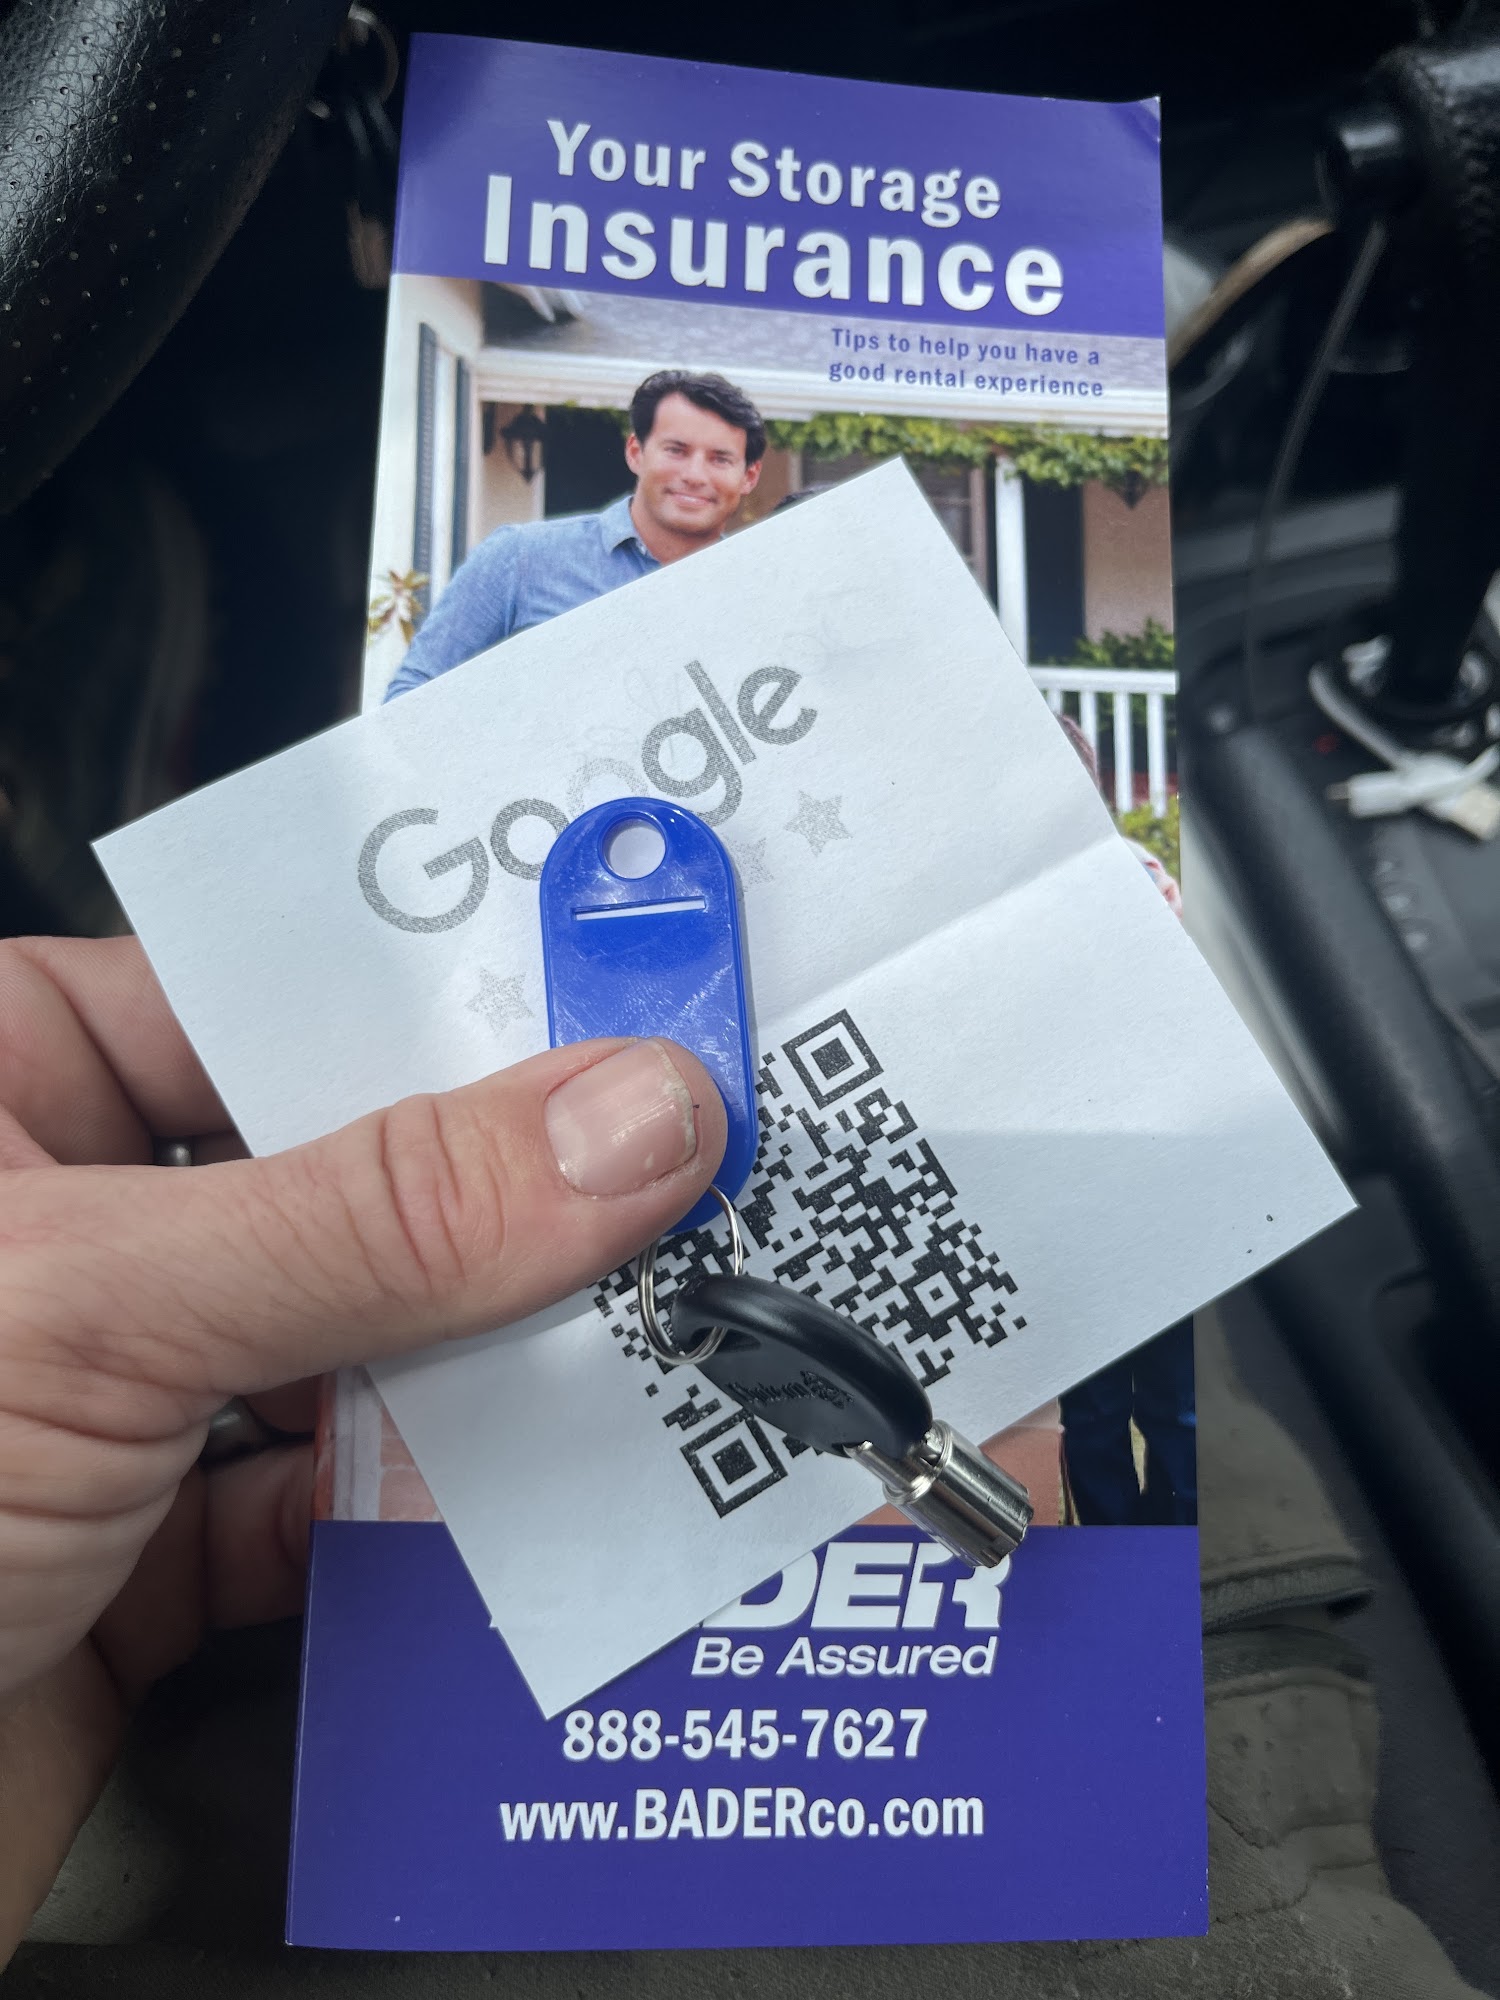 Your Storage
Insurance
Tips to help you have a
good rental experience
Google
Be Assured
888-545-7627
www.BADERco.com